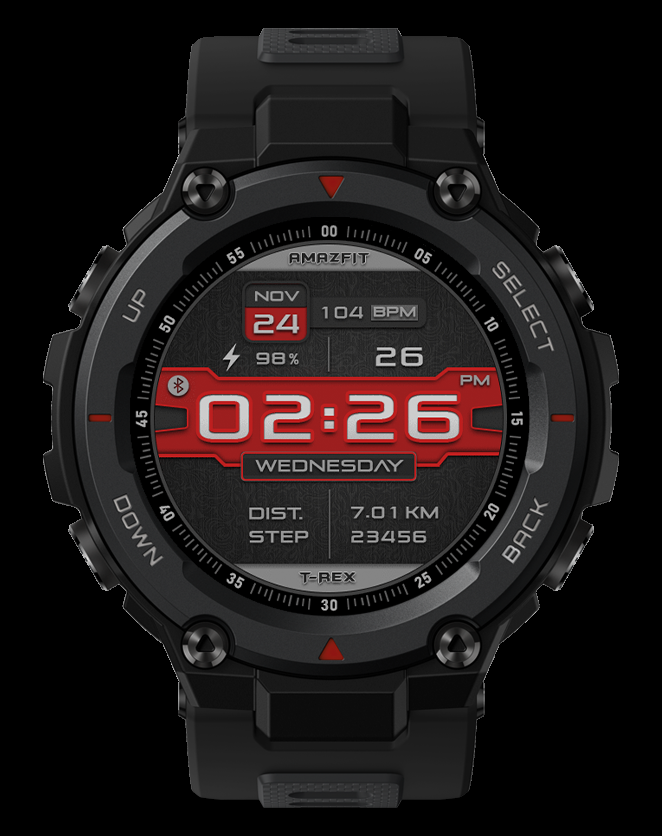 00
55
05
AMAZFIT
NOV
24
104 BPM
98%
26
UP
SELECT
50
10
PM
02:26
45
15
WEDNESDAY
DIST. 7.01 KM
STEP 23456
40
20
DOWN
BACK
T-REX
35
25
30